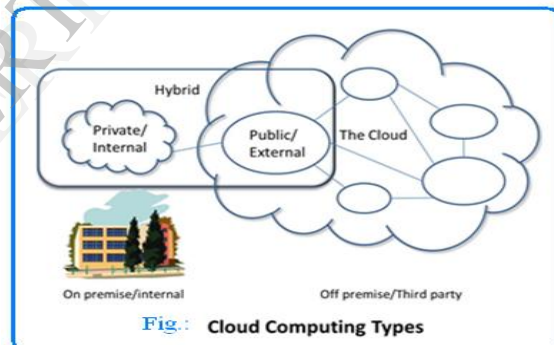 Hybrid
Private/
Internal
Public/
External
The Cloud
On premise/internal
Off premise/Third party
Fig.: Cloud Computing Types